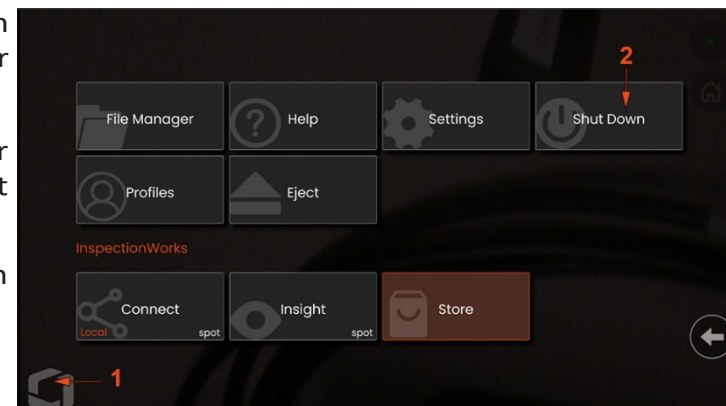 2
File Manager
Help
Settings
Shut Down
Profiles
Eject
InspectionWorks
Connect
Insight
Store
Local
spot
spot
1